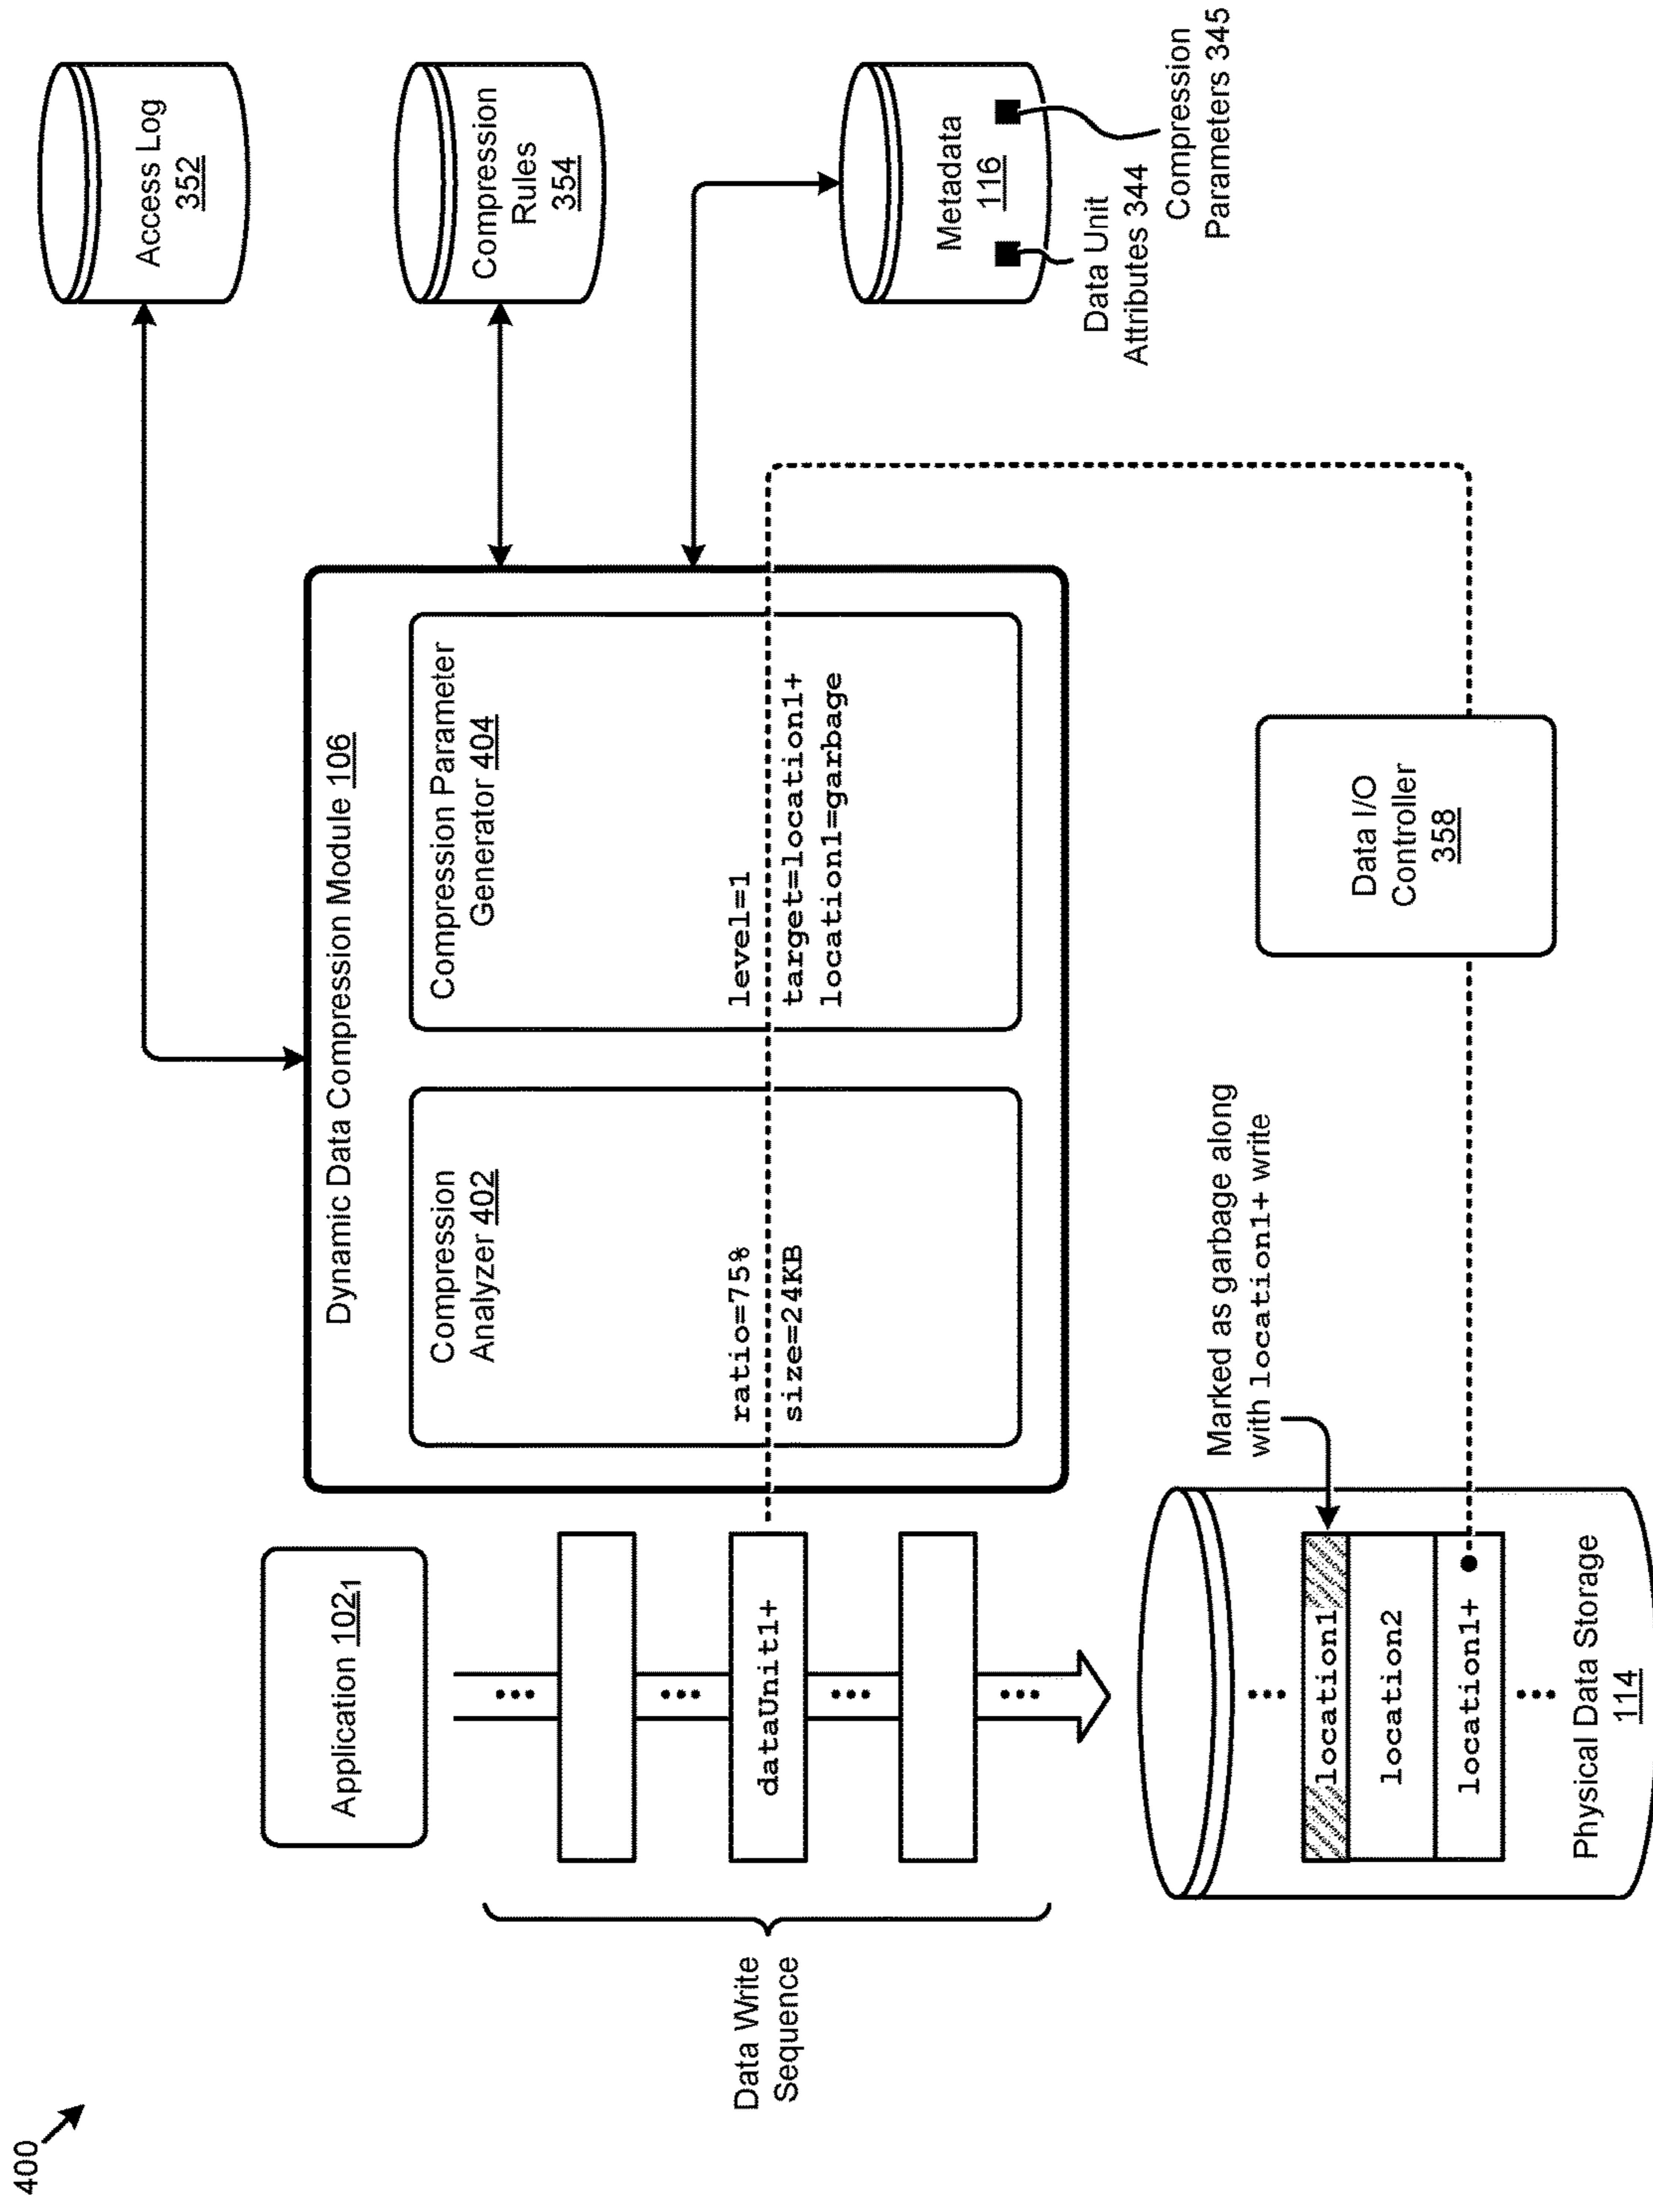 400
Application 102₁
Data Write
Sequence
dataUnit1+
Dynamic Data Compression Module 106
Compression
Analyzer 402
ratio=75%
size=24KB
Compression Parameter
Generator 404
level=1
target=location1+
location1=garbage
Access Log
352
Compression
Rules
354
Metadata
116
Data Unit
Attributes 344
Compression
Parameters 345
Data I/O
Controller
358
Marked as garbage along
with location1+ write
location1
location2
location1+
Physical Data Storage
114